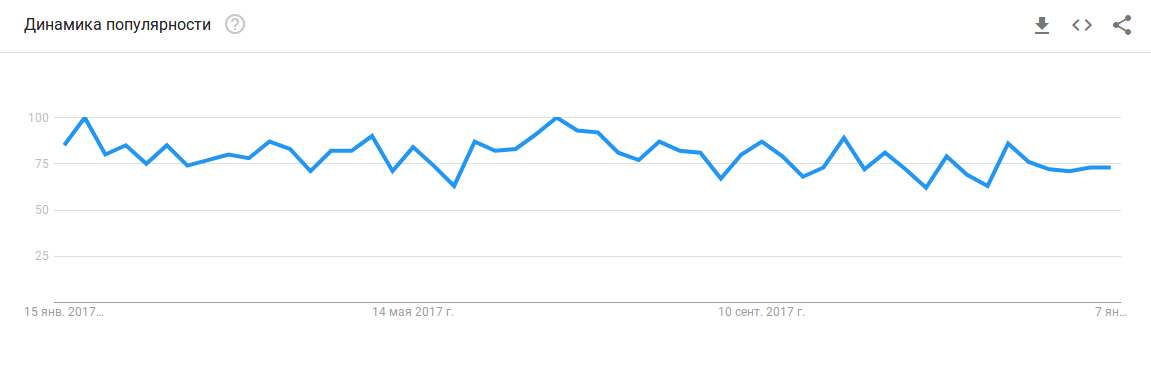 Динамика популярности ?
100
75
50
25
15 янв. 2017…
14 мая 2017 г.
10 сент. 2017 г.
7 ян…